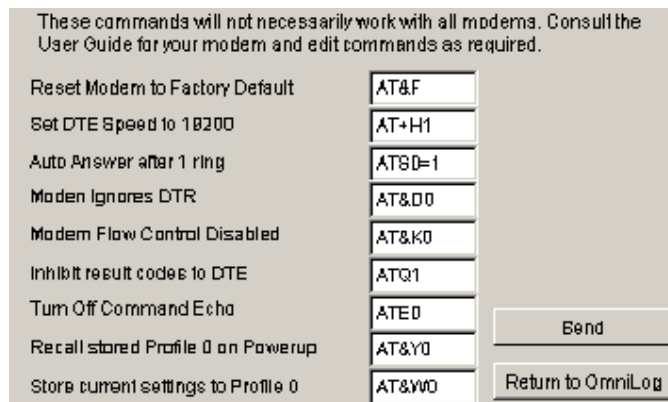 These commands will not necessarily work with all modems. Consult the
User Guide for your modem and edit commands as required.
Reset Modem to Factory Default AT&F
Set DTE Speed to 19200 AT+H1
Auto Answer after 1 ring ATS0=1
Moden Ignores DTR AT&D0
Modem Flow Control Disabled AT&K0
Inhibit result codes to DTE ATQ1
Turn Off Command Echo ATE0
Send
Recall stored Profile 0 on Powerup AT&Y0
Store current settings to Profile 0 AT&W0
Return to OmniLog